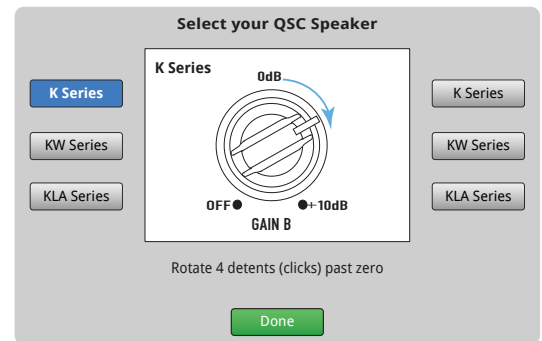 Select your QSC Speaker
K Series
KW Series
KLA Series
K Series
0dB
OFF
+10dB
GAIN B
K Series
KW Series
KLA Series
Rotate 4 detents (clicks) past zero
Done